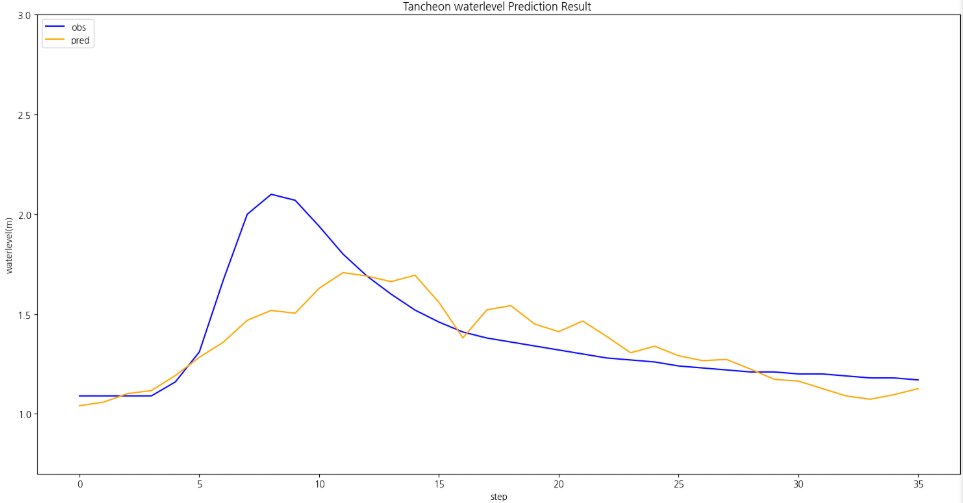 Tancheon waterlevel Prediction Result
obs
pred
3.0
2.5
2.0
1.5
1.0
waterlevel(m)
0 5 10 15 20 25 30 35
step